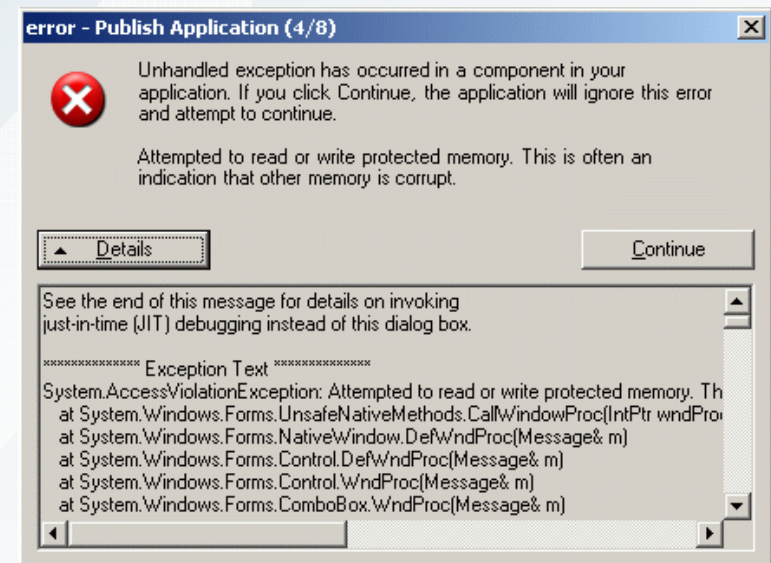 error - Publish Application (4/8)
Unhandled exception has occurred in a component in your
application. If you click Continue, the application will ignore this error
and attempt to continue.
Attempted to read or write protected memory. This is often an
indication that other memory is corrupt.
Details
Continue
See the end of this message for details on invoking
just-in-time (JIT) debugging instead of this dialog box.
************** Exception Text **************
System.AccessViolationException: Attempted to read or write protected memory. Th
at System.Windows.Forms.UnsafeNativeMethods.CallWindowProc(IntPtr wndPro
at System.Windows.Forms.NativeWindow.DefWndProc(Message& m)
at System.Windows.Forms.Control.DefWndProc(Message& m)
at System.Windows.Forms.Control.WndProc(Message& m)
at System.Windows.Forms.ComboBox.WndProc(Message& m)